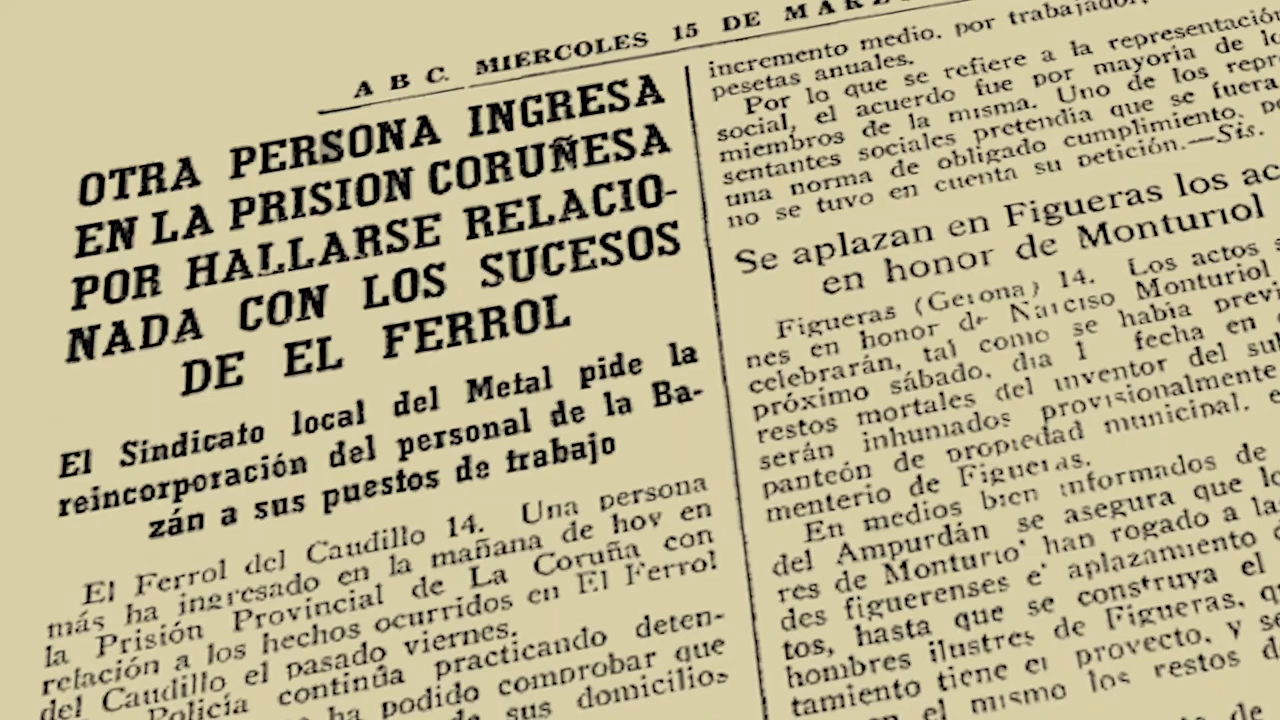 A B C. MIERCOLES 15 DE MARZ
OTRA PERSONA INGRESA
EN LA PRISION CORUÑESA
POR HALLARSE RELACIO-
NADA CON LOS SUCESOS
DE EL FERROL
El Sindicato local del Metal pide la
reincorporación del personal de la Ba-
zán a sus puestos de trabajo
El Ferrol del Caudillo 14. Una persona
más ha ingresado en la mañana de hoy en
la Prisión Provincial de La Coruña con
relación a los hechos ocurridos en El Ferrol
del Caudillo el pasado viernes.
Policía continúa practicando deten-
ha podido comprobar que
de sus domicilios
incremento medio. por trabajador,
pesetas anuales.
Por lo que se refiere a la representación
social, el acuerdo fue por mayoría de lo
miembros de la misma. Uno de los repre
sentantes sociales pretendía que se fuera
una norma de obligado cumplimiento. pe
no se tuvo en cuenta su petición.—Sis.
Se aplazan en Figueras los ac
en honor de Monturiol
Figueras (Gerona) 14. Los actos s
nes en honor de Narciso Monturiol
celebrarán, tal como se había previ
próximo sábado. día 1 fecha en
restos mortales del inventor del sub
serán inhumados provisionalmente
panteón de propiedad municipal. e
menterio de Figueras.
En medios bien informados de
del Ampurdán se asegura que lo
res de Monturiol han rogado a la
des figuerenses el aplazamiento d
tos, hasta que se construya el
hombres ilustres de Figueras. qu
tamiento tiene en proyecto. y se
en el mismo los restos d